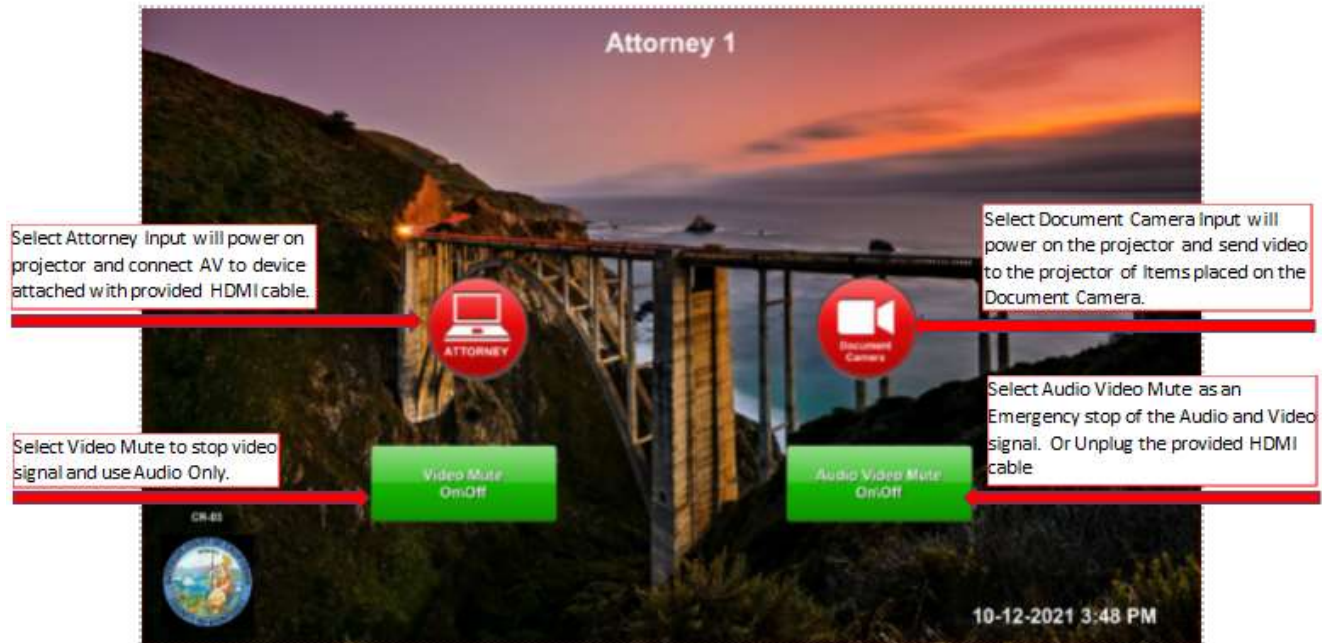 Attorney 1
Select Attorney Input will power on
projector and connect AV to device
attached with provided HDMI cable.
Select Document Camera Input will
power on the projector and send video
to the projector of Items placed on the
Document Camera.
ATTORNEY
Document
Camera
Select Video Mute to stop video
signal and use Audio Only.
Select Audio Video Mute as an
Emergency stop of the Audio and Video
signal. Or Unplug the provided HDMI
cable
Video Mute
On\Off
Audio Video Mute
On\Off
10-12-2021 3:48 PM